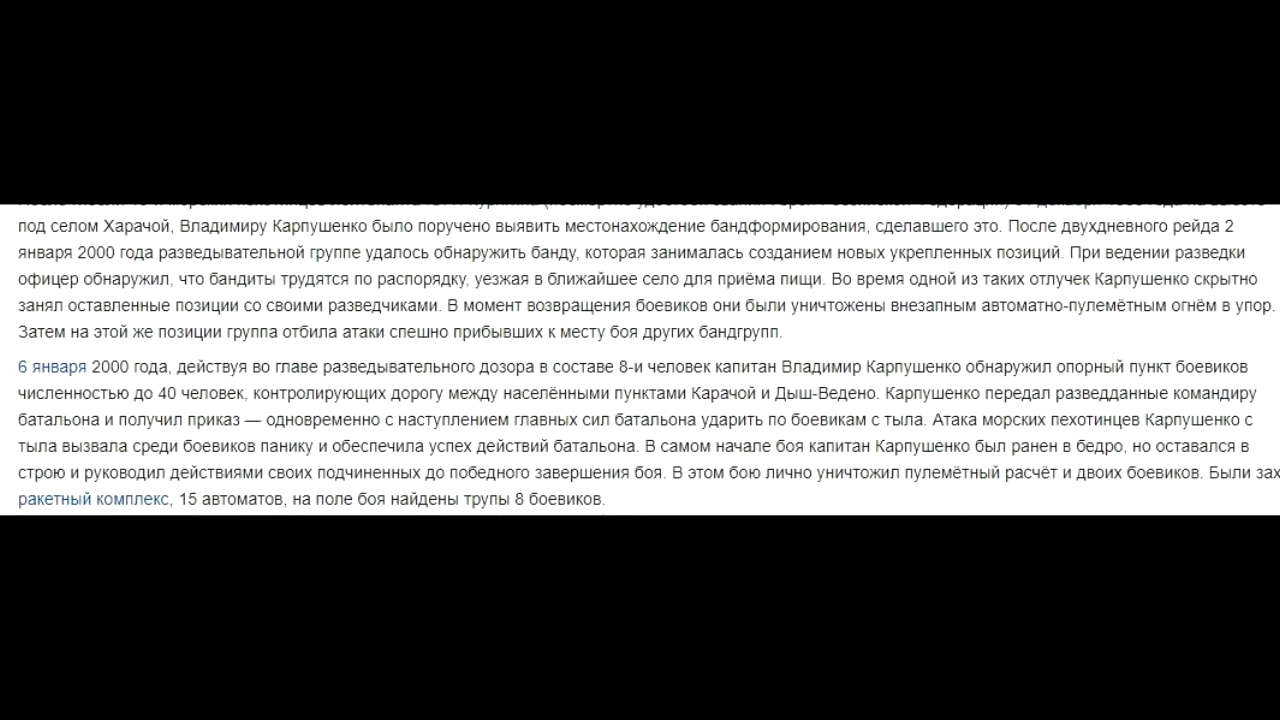 под селом Харачой, Владимиру Карпушенко было поручено выявить местонахождение бандформирования, сделавшего это. После двухдневного рейда 2
января 2000 года разведывательной группе удалось обнаружить банду, которая занималась созданием новых укрепленных позиций. При ведении разведки
офицер обнаружил, что бандиты трудятся по распорядку, уезжая в ближайшее село для приёма пищи. Во время одной из таких отлучек Карпушенко скрытно
занял оставленные позиции со своими разведчиками. В момент возвращения боевиков они были уничтожены внезапным автоматно-пулемётным огнём в упор.
Затем на этой же позиции группа отбила атаки спешно прибывших к месту боя других бандгрупп.
6 января 2000 года, действуя во главе разведывательного дозора в составе 8-и человек капитан Владимир Карпушенко обнаружил опорный пункт боевиков
численностью до 40 человек, контролирующих дорогу между населёнными пунктами Карачой и Дыш-Ведено. Карпушенко передал разведданные командиру
батальона и получил приказ — одновременно с наступлением главных сил батальона ударить по боевикам с тыла. Атака морских пехотинцев Карпушенко с
тыла вызвала среди боевиков панику и обеспечила успех действий батальона. В самом начале боя капитан Карпушенко был ранен в бедро, но оставался в
строю и руководил действиями своих подчиненных до победного завершения боя. В этом бою лично уничтожил пулемётный расчёт и двоих боевиков. Были зах
ракетный комплекс, 15 автоматов, на поле боя найдены трупы 8 боевиков.